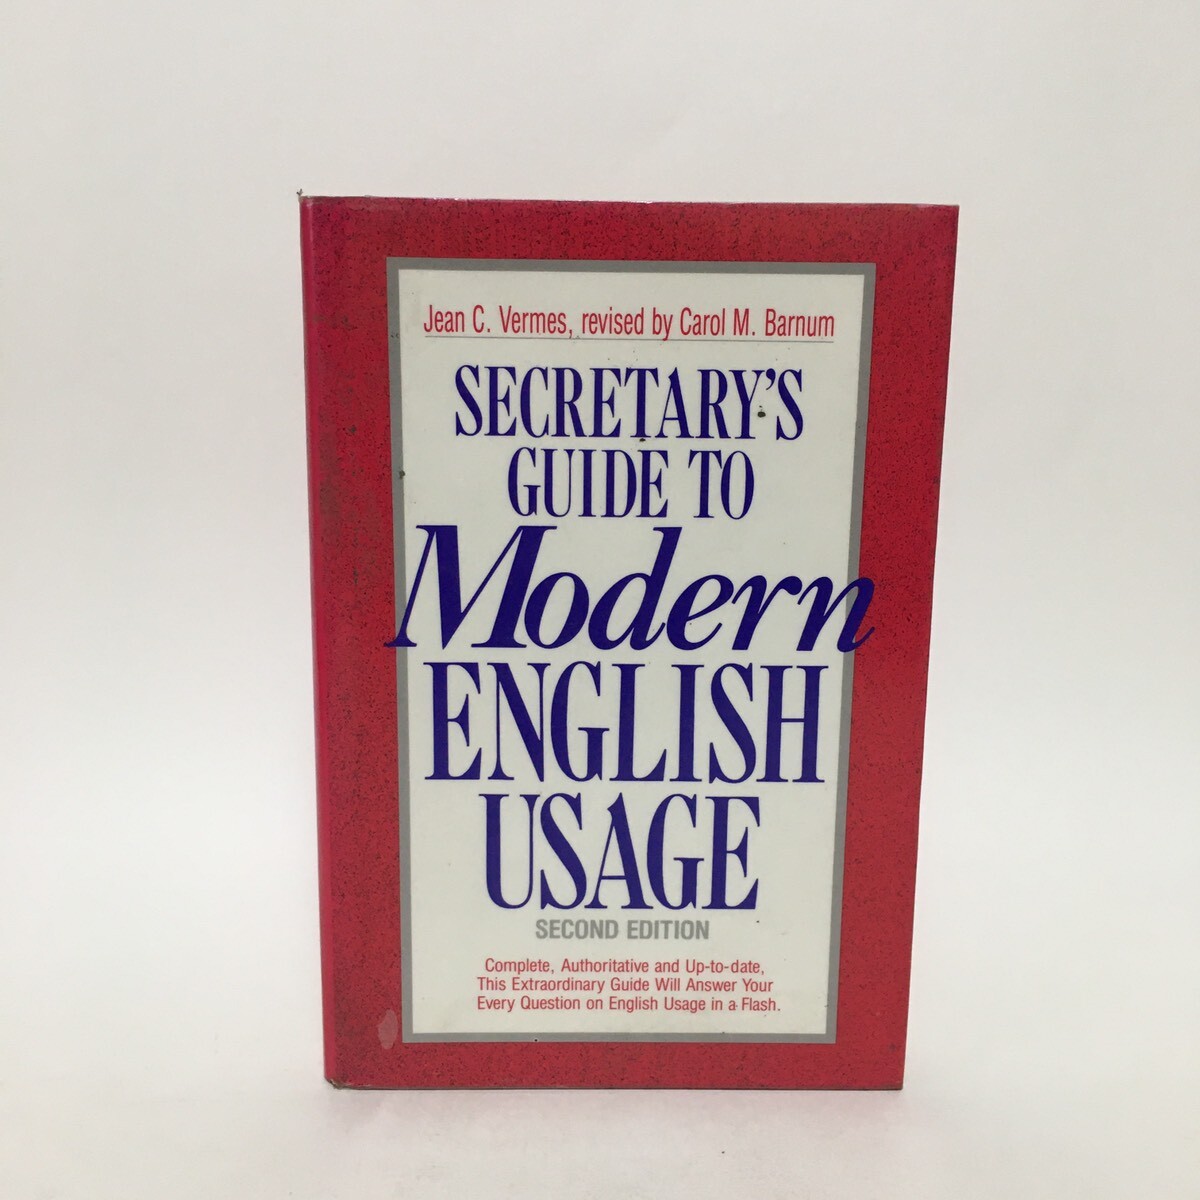 Jean C. Vermes, revised by Carol M. Barnum
SECRETARY'S
GUIDE TO
Modern
ENGLISH
USAGE
SECOND EDITION
Complete, Authoritative and Up-to-date,
This Extraordinary Guide Will Answer Your
Every Question on English Usage in a Flash.